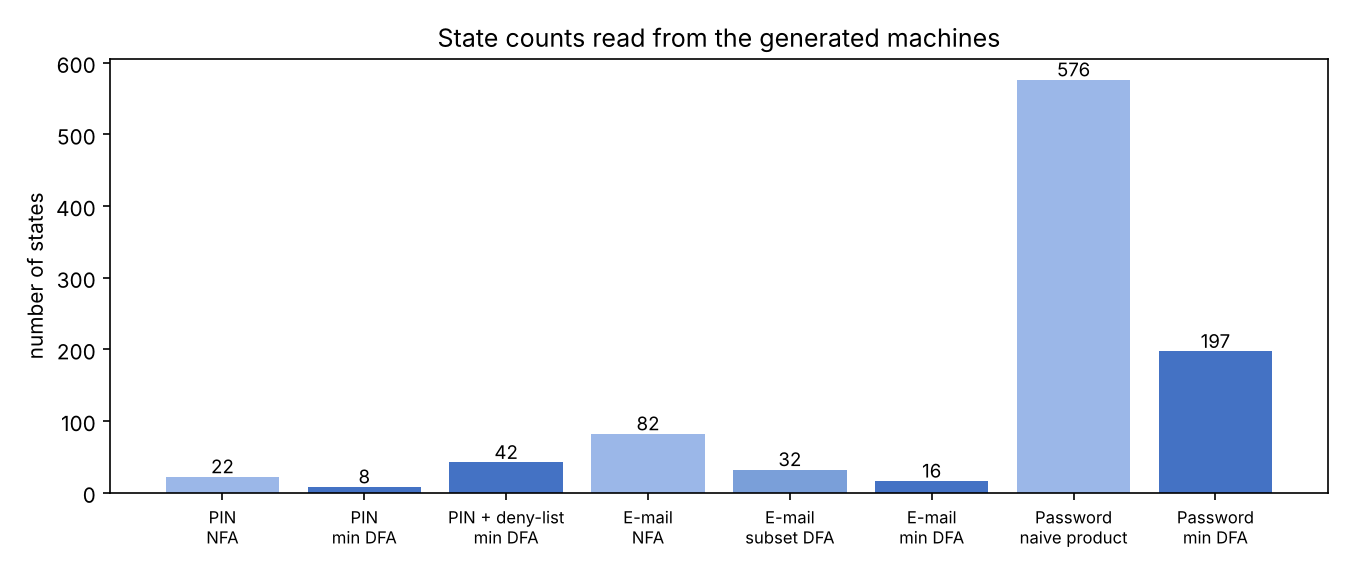 State counts read from the generated machines
number of states
600
500
400
300
200
100
0
22
8
42
82
32
16
576
197
PIN
NFA
PIN
min DFA
PIN + deny-list
min DFA
E-mail
NFA
E-mail
subset DFA
E-mail
min DFA
Password
naive product
Password
min DFA